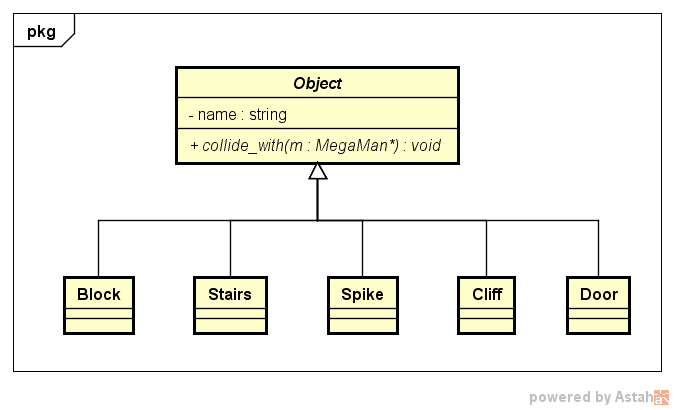 pkg
Object
- name : string
+ collide_with(m : MegaMan*) : void
Block
Stairs
Spike
Cliff
Door
powered by Astah